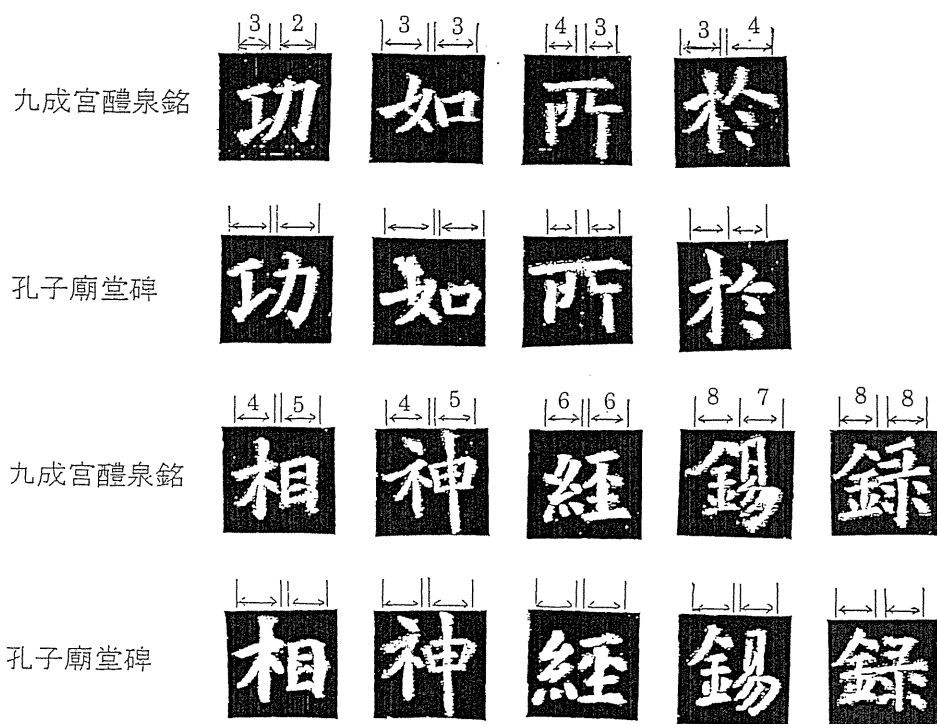 3 2 3 3 4 3 3 4
九成宮醴泉銘 功 如 所 於
孔子廟堂碑 功 如 所 於
4 5 4 5 6 6 8 7 8 8
九成宮醴泉銘 相 神 經 錫 録
孔子廟堂碑 相 神 經 錫 録